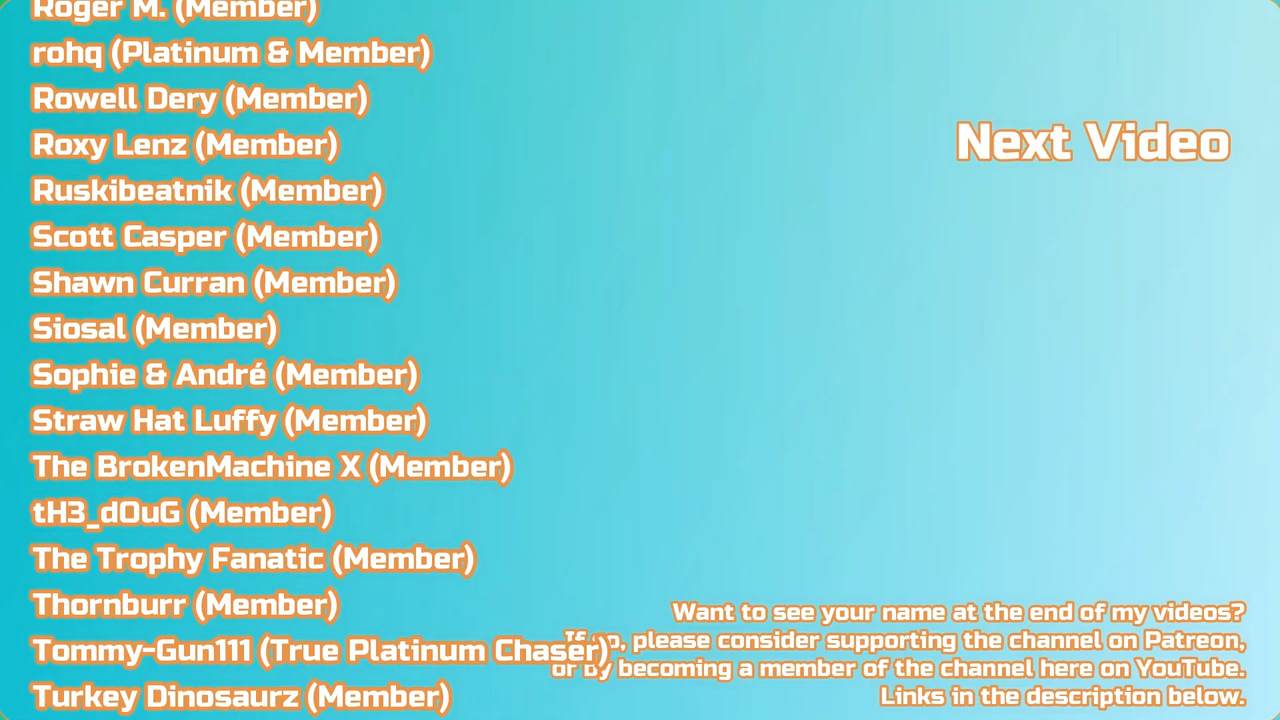 Roger M. (Member)
rohq (Platinum & Member)
Rowell Dery (Member)
Roxy Lenz (Member)
Ruskibeatnik (Member)
Scott Casper (Member)
Shawn Curran (Member)
Siosal (Member)
Sophie & André (Member)
Straw Hat Luffy (Member)
The BrokenMachine X (Member)
tH3_dOuG (Member)
The Trophy Fanatic (Member)
Thornburr (Member)
Tommy-Gun111 (True Platinum Chaser)
Turkey Dinosaurz (Member)
Next Video
Want to see your name at the end of my videos?
If so, please consider supporting the channel on Patreon,
or by becoming a member of the channel here on YouTube.
Links in the description below.